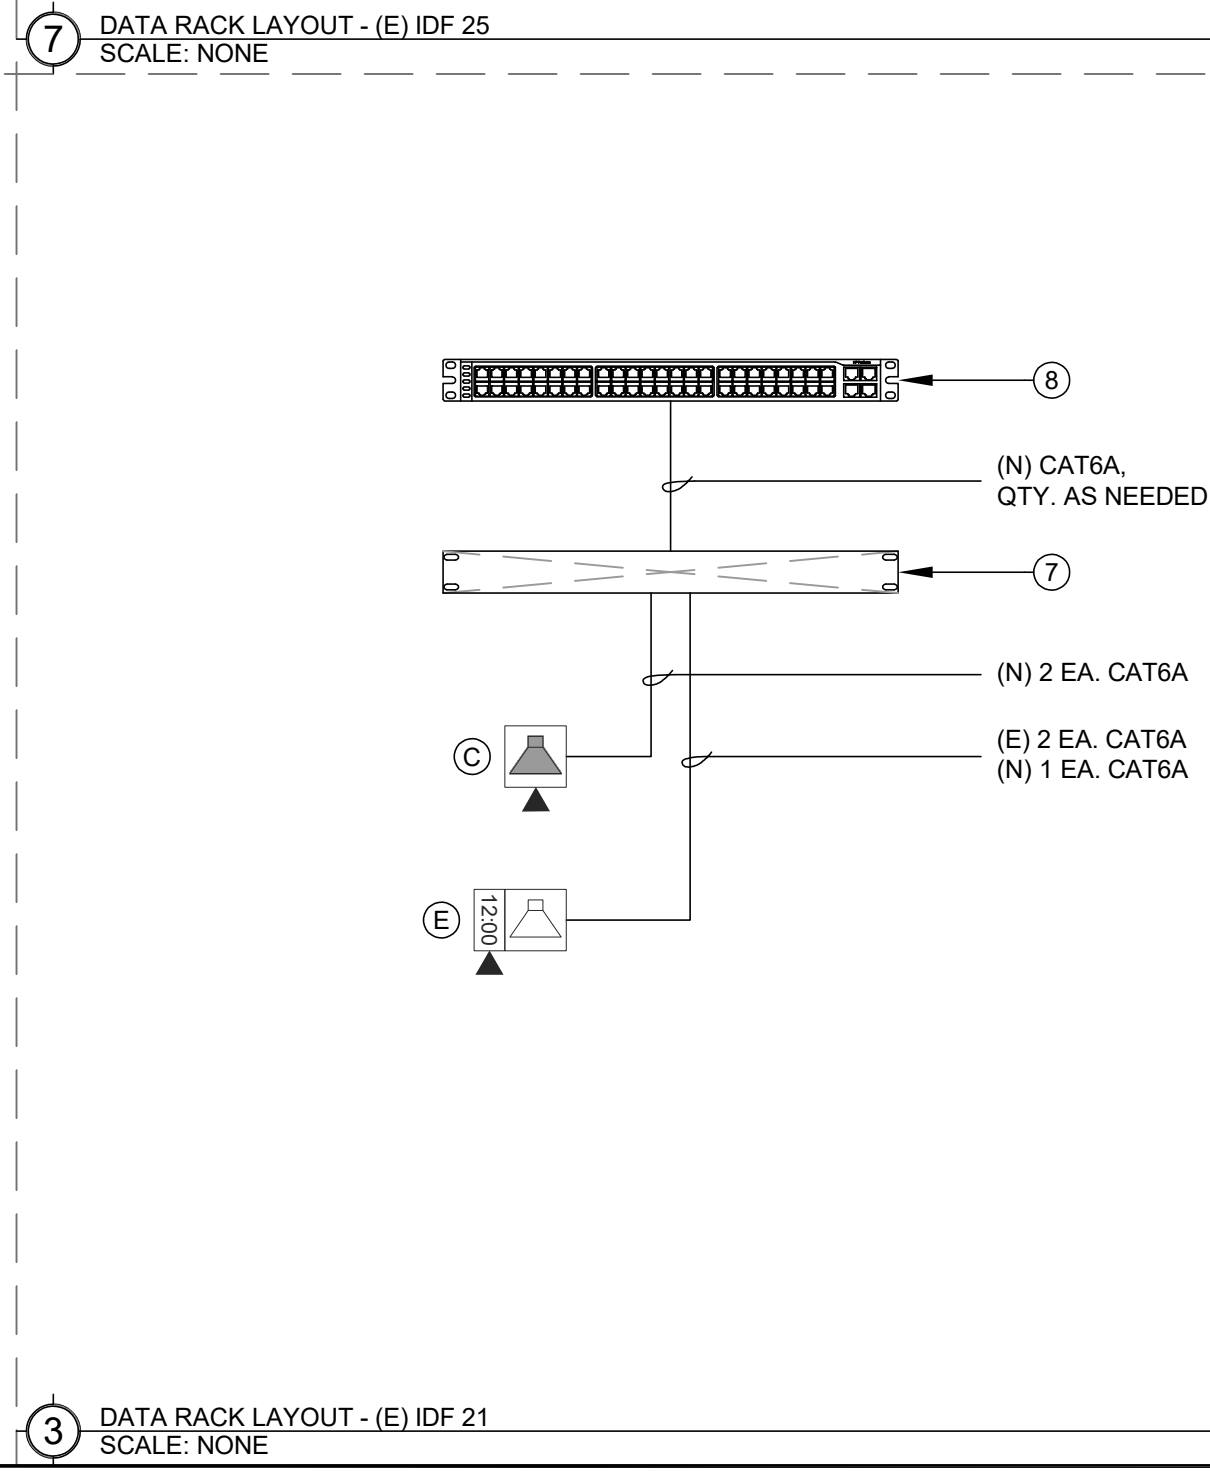 7
DATA RACK LAYOUT - (E) IDF 25
SCALE: NONE
8
(N) CAT6A,
QTY. AS NEEDED
7
(N) 2 EA. CAT6A
C
(E) 2 EA. CAT6A
(N) 1 EA. CAT6A
E
12:00
3
DATA RACK LAYOUT - (E) IDF 21
SCALE: NONE